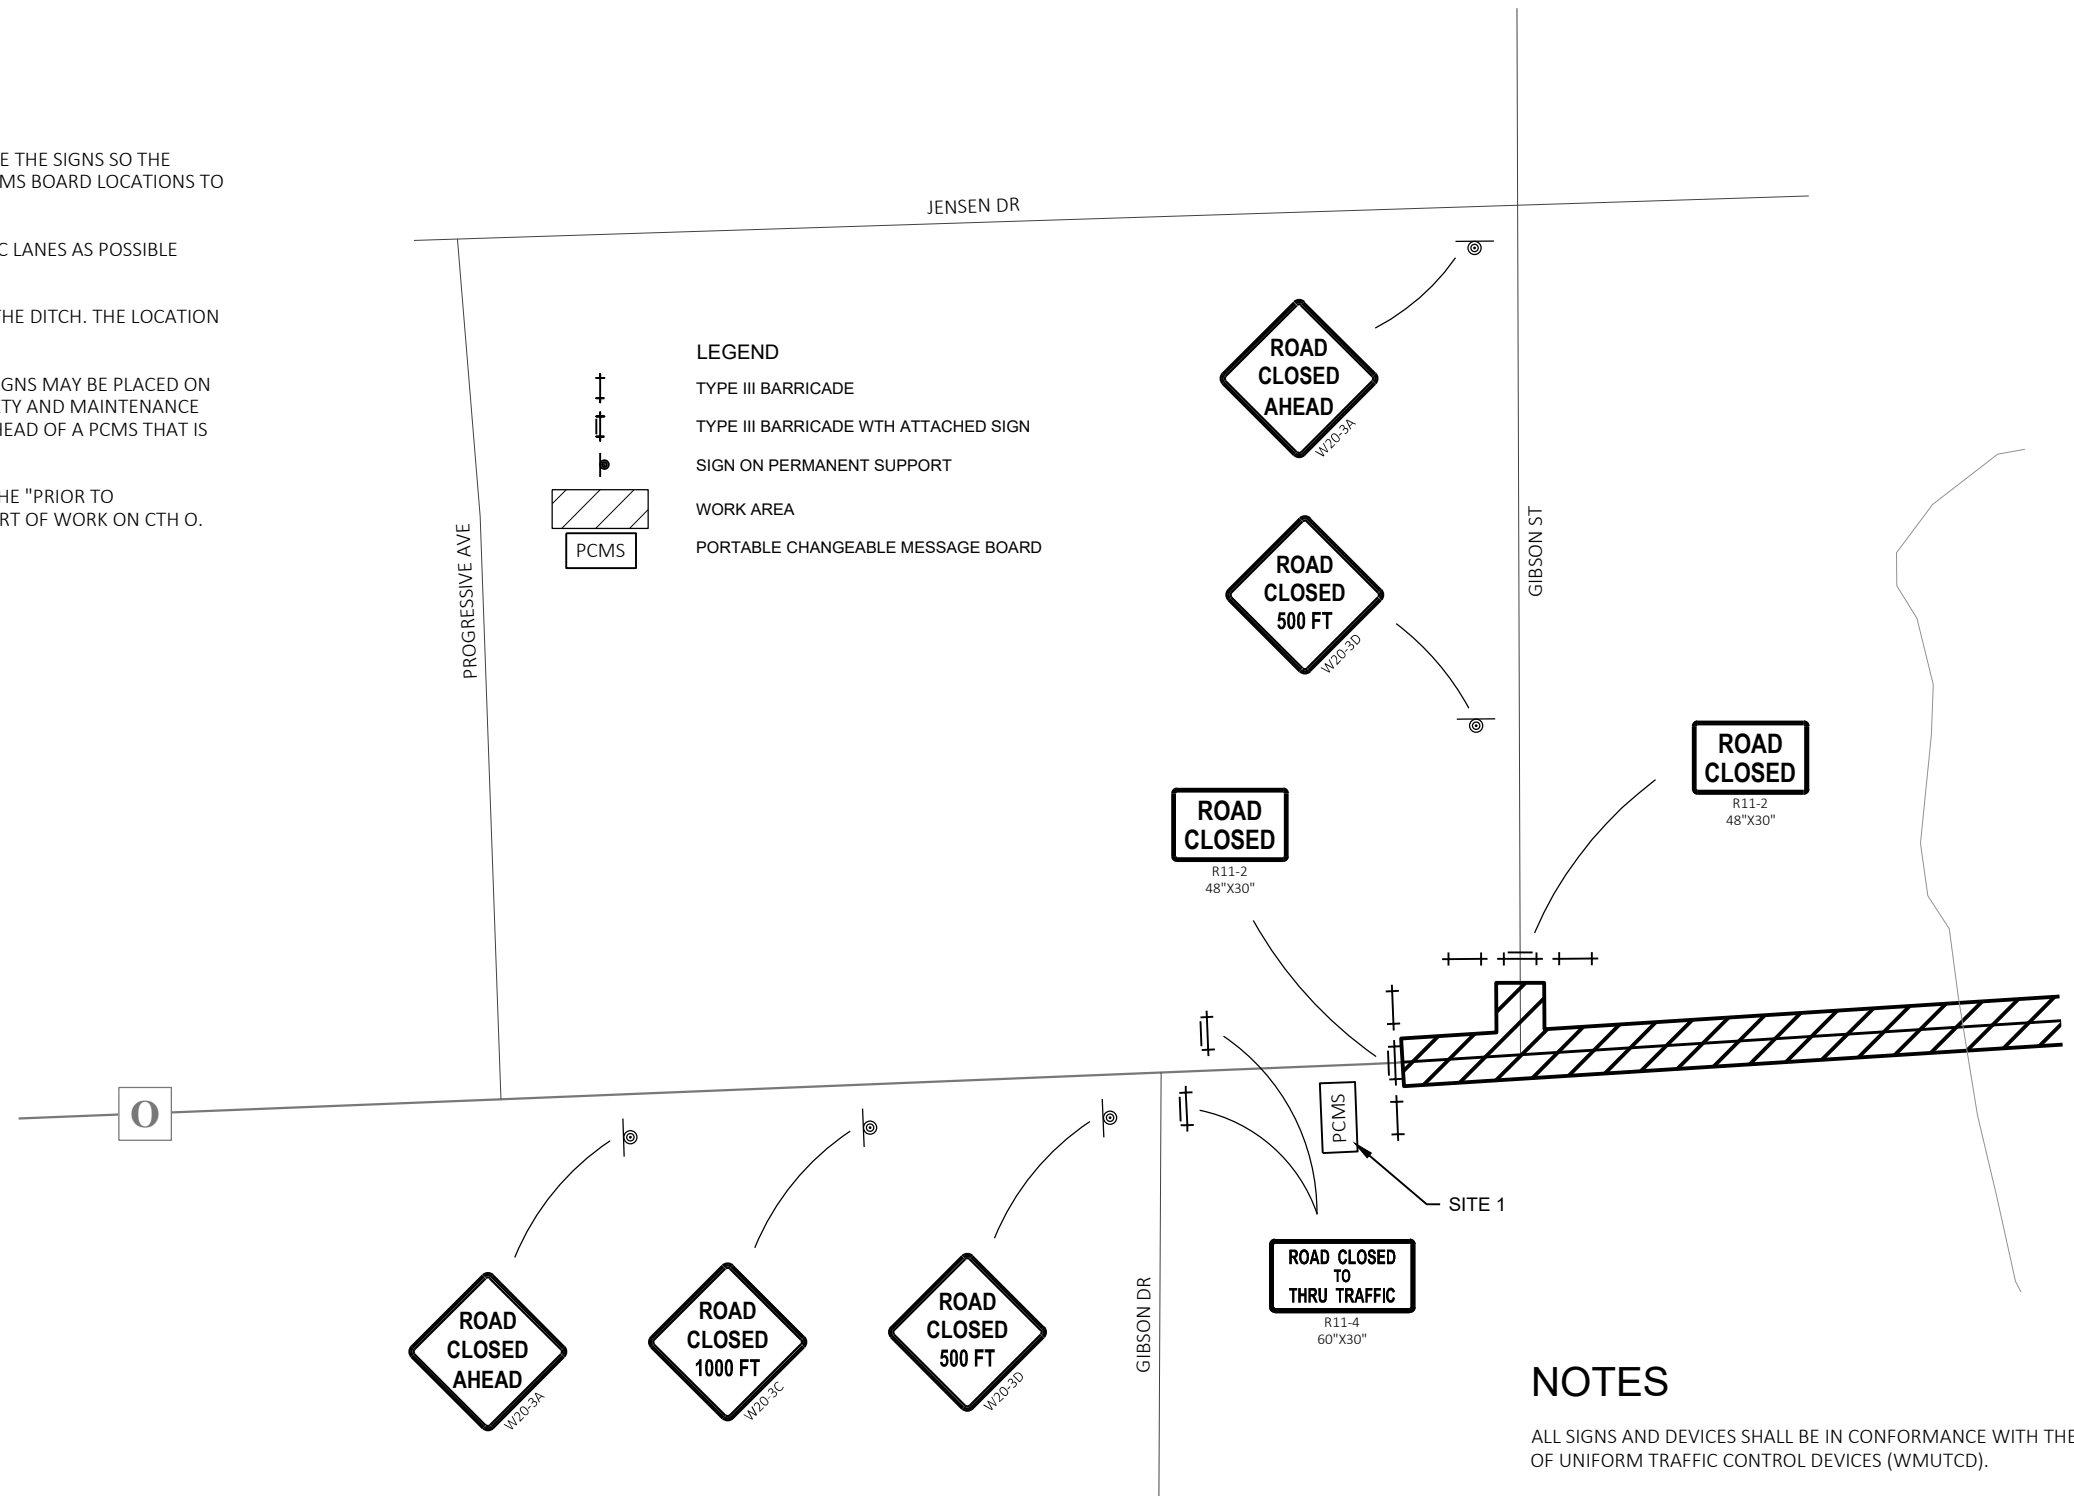 E THE SIGNS SO THE
MS BOARD LOCATIONS TO
C LANES AS POSSIBLE
THE DITCH. THE LOCATION
IGNS MAY BE PLACED ON
TY AND MAINTENANCE
HEAD OF A PCMS THAT IS
HE "PRIOR TO
RT OF WORK ON CTH O.
JENSEN DR
PROGRESSIVE AVE
LEGEND
TYPE III BARRICADE
TYPE III BARRICADE WTH ATTACHED SIGN
SIGN ON PERMANENT SUPPORT
WORK AREA
PCMS
PORTABLE CHANGEABLE MESSAGE BOARD
ROAD
CLOSED
AHEAD
W20-3A
ROAD
CLOSED
500 FT
W20-3D
GIBSON ST
ROAD
CLOSED
R11-2
48"X30"
ROAD
CLOSED
R11-2
48"X30"
O
PCMS
SITE 1
ROAD CLOSED
TO
THRU TRAFFIC
R11-4
60"X30"
GIBSON DR
ROAD
CLOSED
AHEAD
W20-3A
ROAD
CLOSED
1000 FT
W20-3C
ROAD
CLOSED
500 FT
W20-3D
NOTES
ALL SIGNS AND DEVICES SHALL BE IN CONFORMANCE WITH THE
OF UNIFORM TRAFFIC CONTROL DEVICES (WMUTCD).